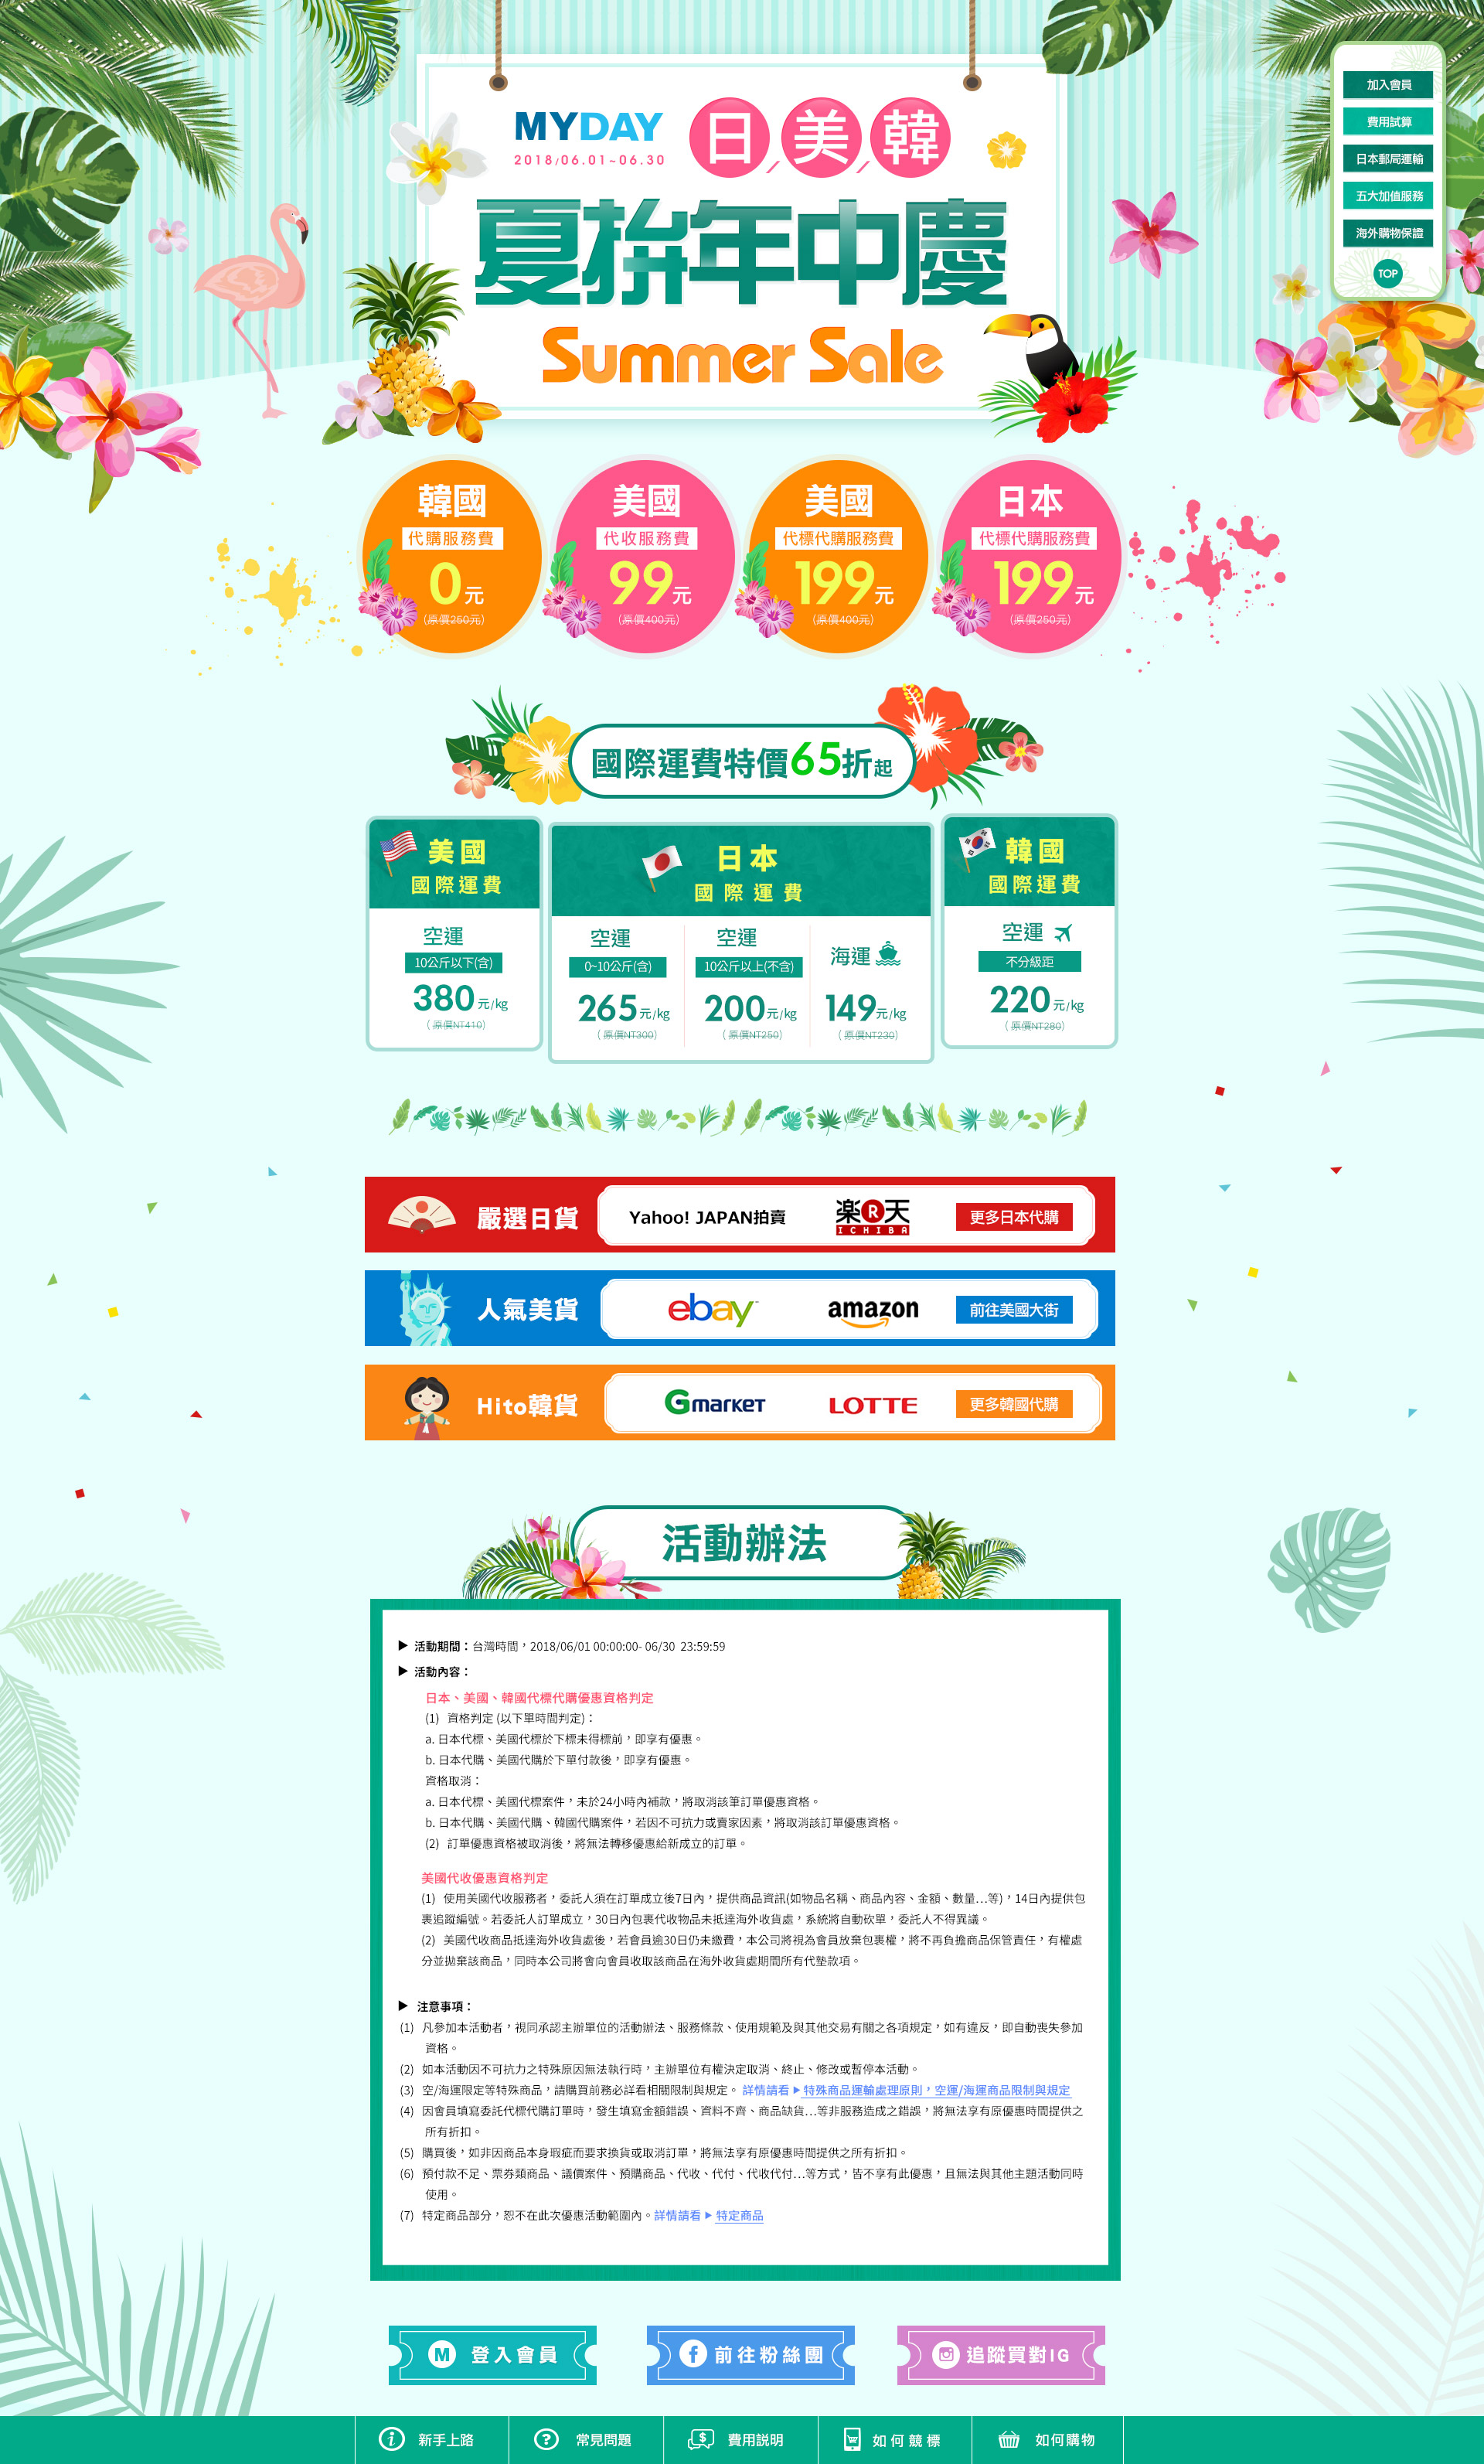 MYDAY
2018/06.01~06.30
日/美/韓
夏拚年中慶
Summer Sale
加入會員
費用試算
日本郵局運輸
五大加值服務
海外購物保證
TOP
韓國
代購服務費
0元
(原價250元)
美國
代收服務費
99元
(原價400元)
美國
代標代購服務費
199元
(原價400元)
日本
代標代購服務費
199元
(原價250元)
國際運費特價65折起
美國
國際運費
空運
10公斤以下(含)
380元/kg
(原價NT410)
日本
國際運費
空運
0~10公斤(含)
265元/kg
(原價NT300)
空運
10公斤以上(不含)
200元/kg
(原價NT250)
海運
149元/kg
(原價NT230)
韓國
國際運費
空運
不分級距
220元/kg
(原價NT280)
嚴選日貨 Yahoo! JAPAN拍賣 楽R天 ICHIBA 更多日本代購
人氣美貨 ebay amazon 前往美國大街
Hito韓貨 Gmarket LOTTE 更多韓國代購
活動辦法
▶ 活動期間：台灣時間，2018/06/01 00:00:00- 06/30 23:59:59
▶ 活動內容：
日本、美國、韓國代標代購優惠資格判定
(1) 資格判定 (以下單時間判定)：
a. 日本代標、美國代標於下標未得標前，即享有優惠。
b. 日本代購、美國代購於下單付款後，即享有優惠。
資格取消：
a. 日本代標、美國代標案件，未於24小時內補款，將取消該筆訂單優惠資格。
b. 日本代購、美國代購、韓國代購案件，若因不可抗力或賣家因素，將取消該訂單優惠資格。
(2) 訂單優惠資格被取消後，將無法轉移優惠給新成立的訂單。
美國代收優惠資格判定
(1) 使用美國代收服務者，委託人須在訂單成立後7日內，提供商品資訊(如物品名稱、商品內容、金額、數量…等)，14日內提供包
裹追蹤編號。若委託人訂單成立，30日內包裹代收物品未抵達海外收貨處，系統將自動砍單，委託人不得異議。
(2) 美國代收商品抵達海外收貨處後，若會員逾30日仍未繳費，本公司將視為會員放棄包裹權，將不再負擔商品保管責任，有權處
分並拋棄該商品，同時本公司將會向會員收取該商品在海外收貨處期間所有代墊款項。
▶ 注意事項：
(1) 凡參加本活動者，視同承認主辦單位的活動辦法、服務條款、使用規範及與其他交易有關之各項規定，如有違反，即自動喪失參加
資格。
(2) 如本活動因不可抗力之特殊原因無法執行時，主辦單位有權決定取消、終止、修改或暫停本活動。
(3) 空/海運限定等特殊商品，請購買前務必詳看相關限制與規定。 詳情請看▶特殊商品運輸處理原則，空運/海運商品限制與規定
(4) 因會員填寫委託代標代購訂單時，發生填寫金額錯誤、資料不齊、商品缺貨…等非服務造成之錯誤，將無法享有原優惠時間提供之
所有折扣。
(5) 購買後，如非因商品本身瑕疵而要求換貨或取消訂單，將無法享有原優惠時間提供之所有折扣。
(6) 預付款不足、票券類商品、議價案件、預購商品、代收、代付、代收代付…等方式，皆不享有此優惠，且無法與其他主題活動同時
使用。
(7) 特定商品部分，恕不在此次優惠活動範圍內。詳情請看▶ 特定商品
M 登入會員
f 前往粉絲團
追蹤買對IG
i 新手上路
? 常見問題
$ 費用説明
如何競標
如何購物